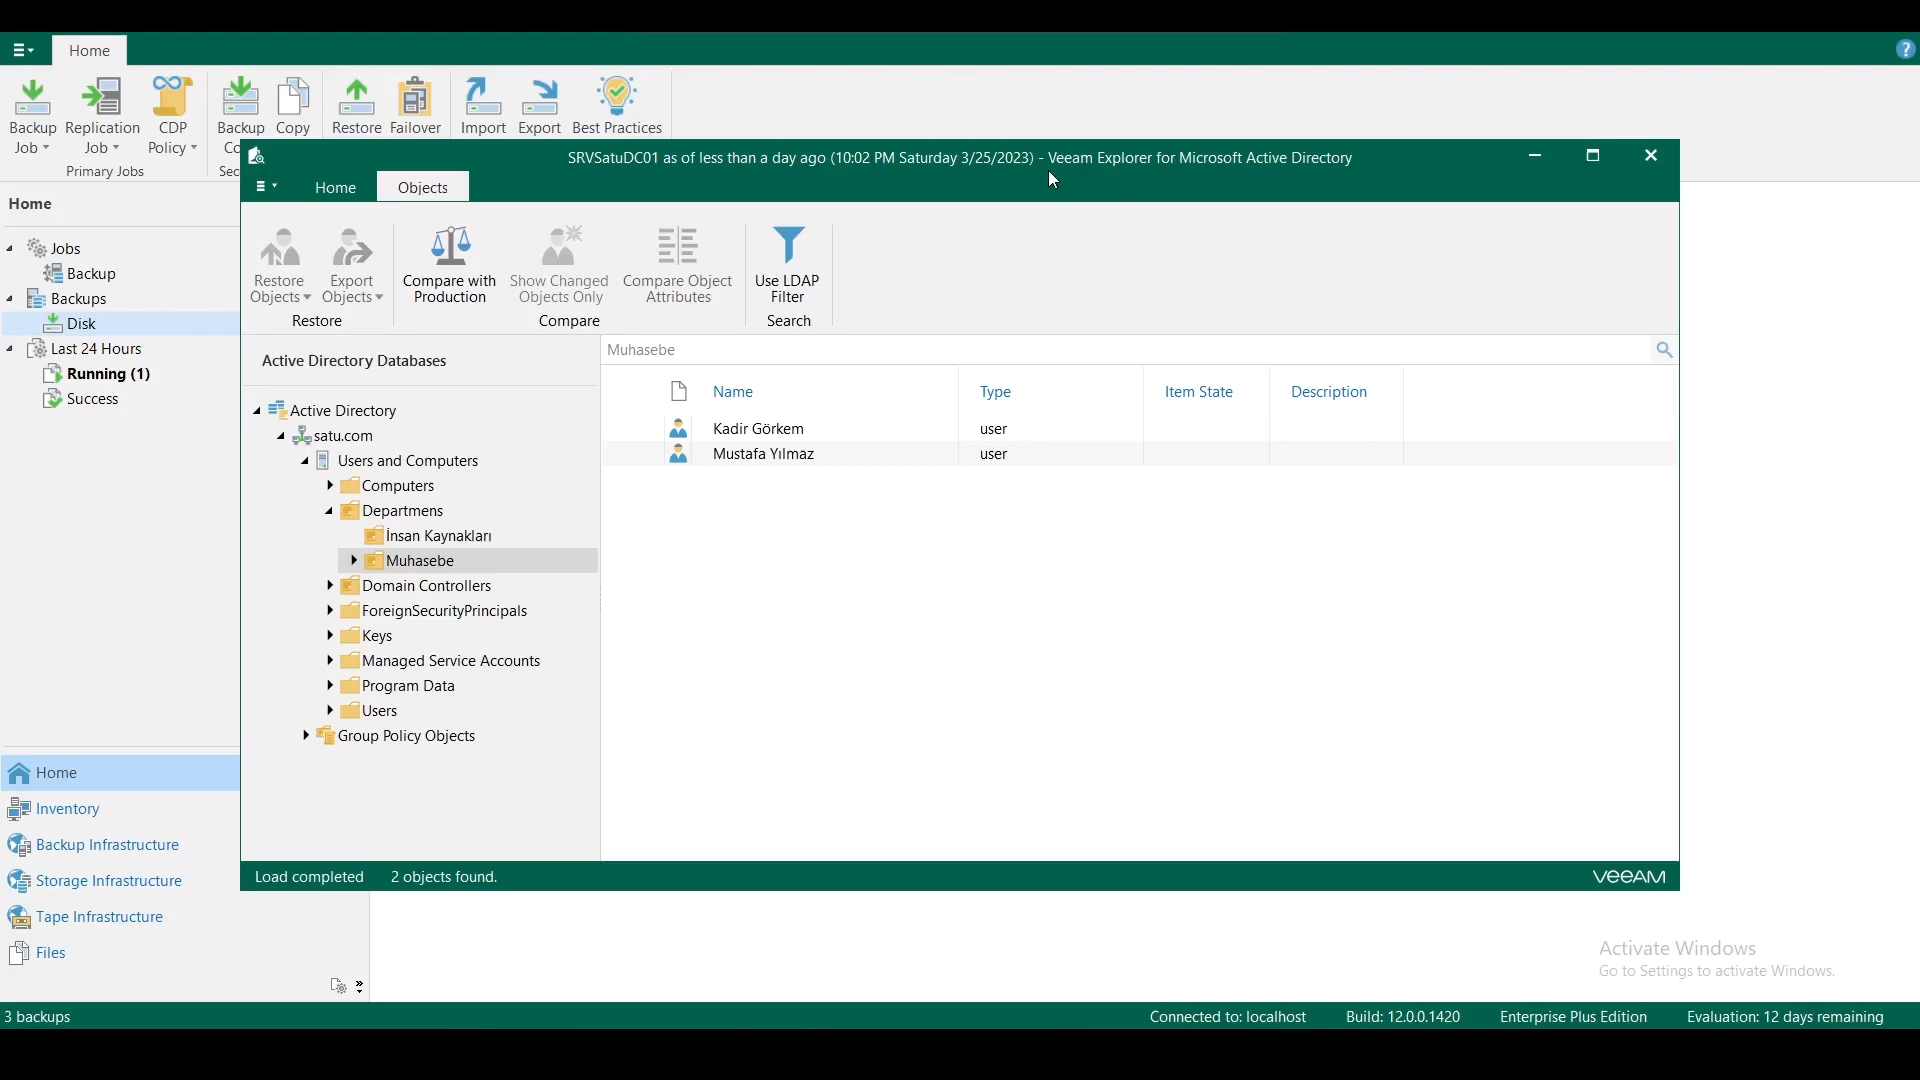 Home
Backup
Job
Replication
Job
CDP
Policy
Primary Jobs
Backup
Co
Sec
Copy
Restore
Failover
Import
Export
Best Practices
SRVSatuDC01 as of less than a day ago (10:02 PM Saturday 3/25/2023) - Veeam Explorer for Microsoft Active Directory
Home
Objects
Restore
Objects
Export
Objects
Restore
Compare with
Production
Show Changed
Objects Only
Compare Object
Attributes
Compare
Use LDAP
Filter
Search
Home
Jobs
Backup
Backups
Disk
Last 24 Hours
Running (1)
Success
Active Directory Databases
Active Directory
satu.com
Users and Computers
Computers
Departmens
İnsan Kaynakları
Muhasebe
Domain Controllers
ForeignSecurityPrincipals
Keys
Managed Service Accounts
Program Data
Users
Group Policy Objects
Muhasebe
Name Type Item State Description
Kadir Görkem user
Mustafa Yılmaz user
Home
Inventory
Backup Infrastructure
Storage Infrastructure
Tape Infrastructure
Files
Load completed 2 objects found.
VEEAM
Activate Windows
Go to Settings to activate Windows.
3 backups
Connected to: localhost Build: 12.0.0.1420 Enterprise Plus Edition Evaluation: 12 days remaining